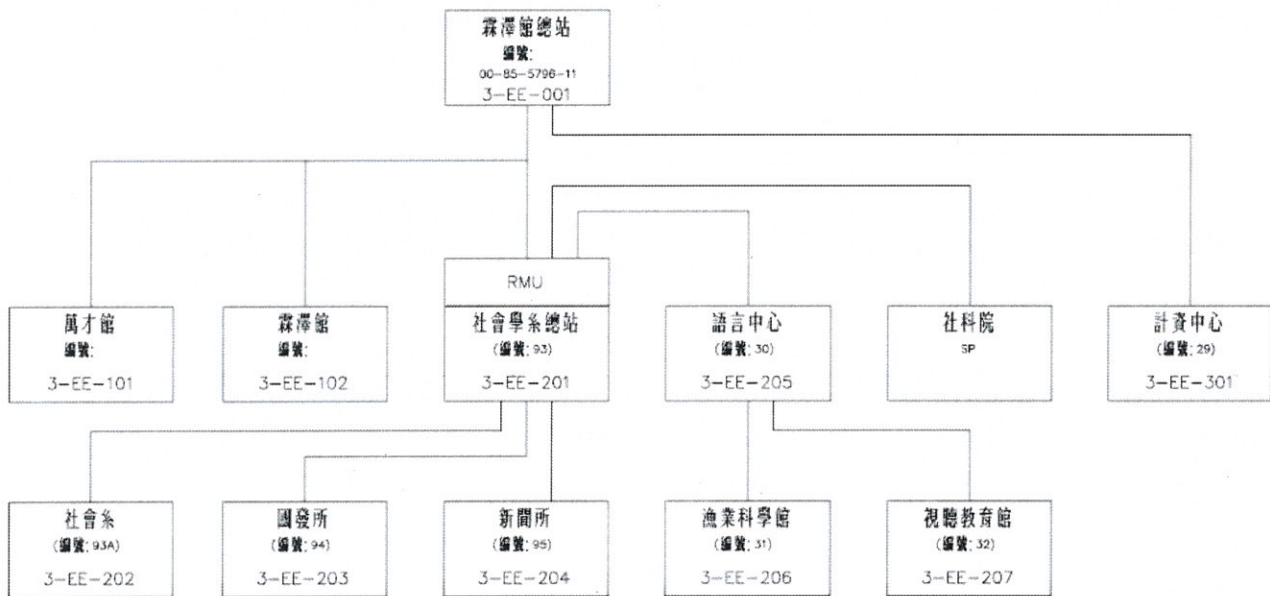 霖澤館總站
編號:
00-85-5796-11
3-EE-001
RMU
萬才館
編號:
3-EE-101
霖澤館
編號:
3-EE-102
社會學系總站
(編號: 93)
3-EE-201
語言中心
(編號: 30)
3-EE-205
社科院
SP
計資中心
(編號: 29)
3-EE-301
社會系
(編號: 93A)
3-EE-202
國發所
(編號: 94)
3-EE-203
新聞所
(編號: 95)
3-EE-204
漁業科學館
(編號: 31)
3-EE-206
視聽教育館
(編號: 32)
3-EE-207